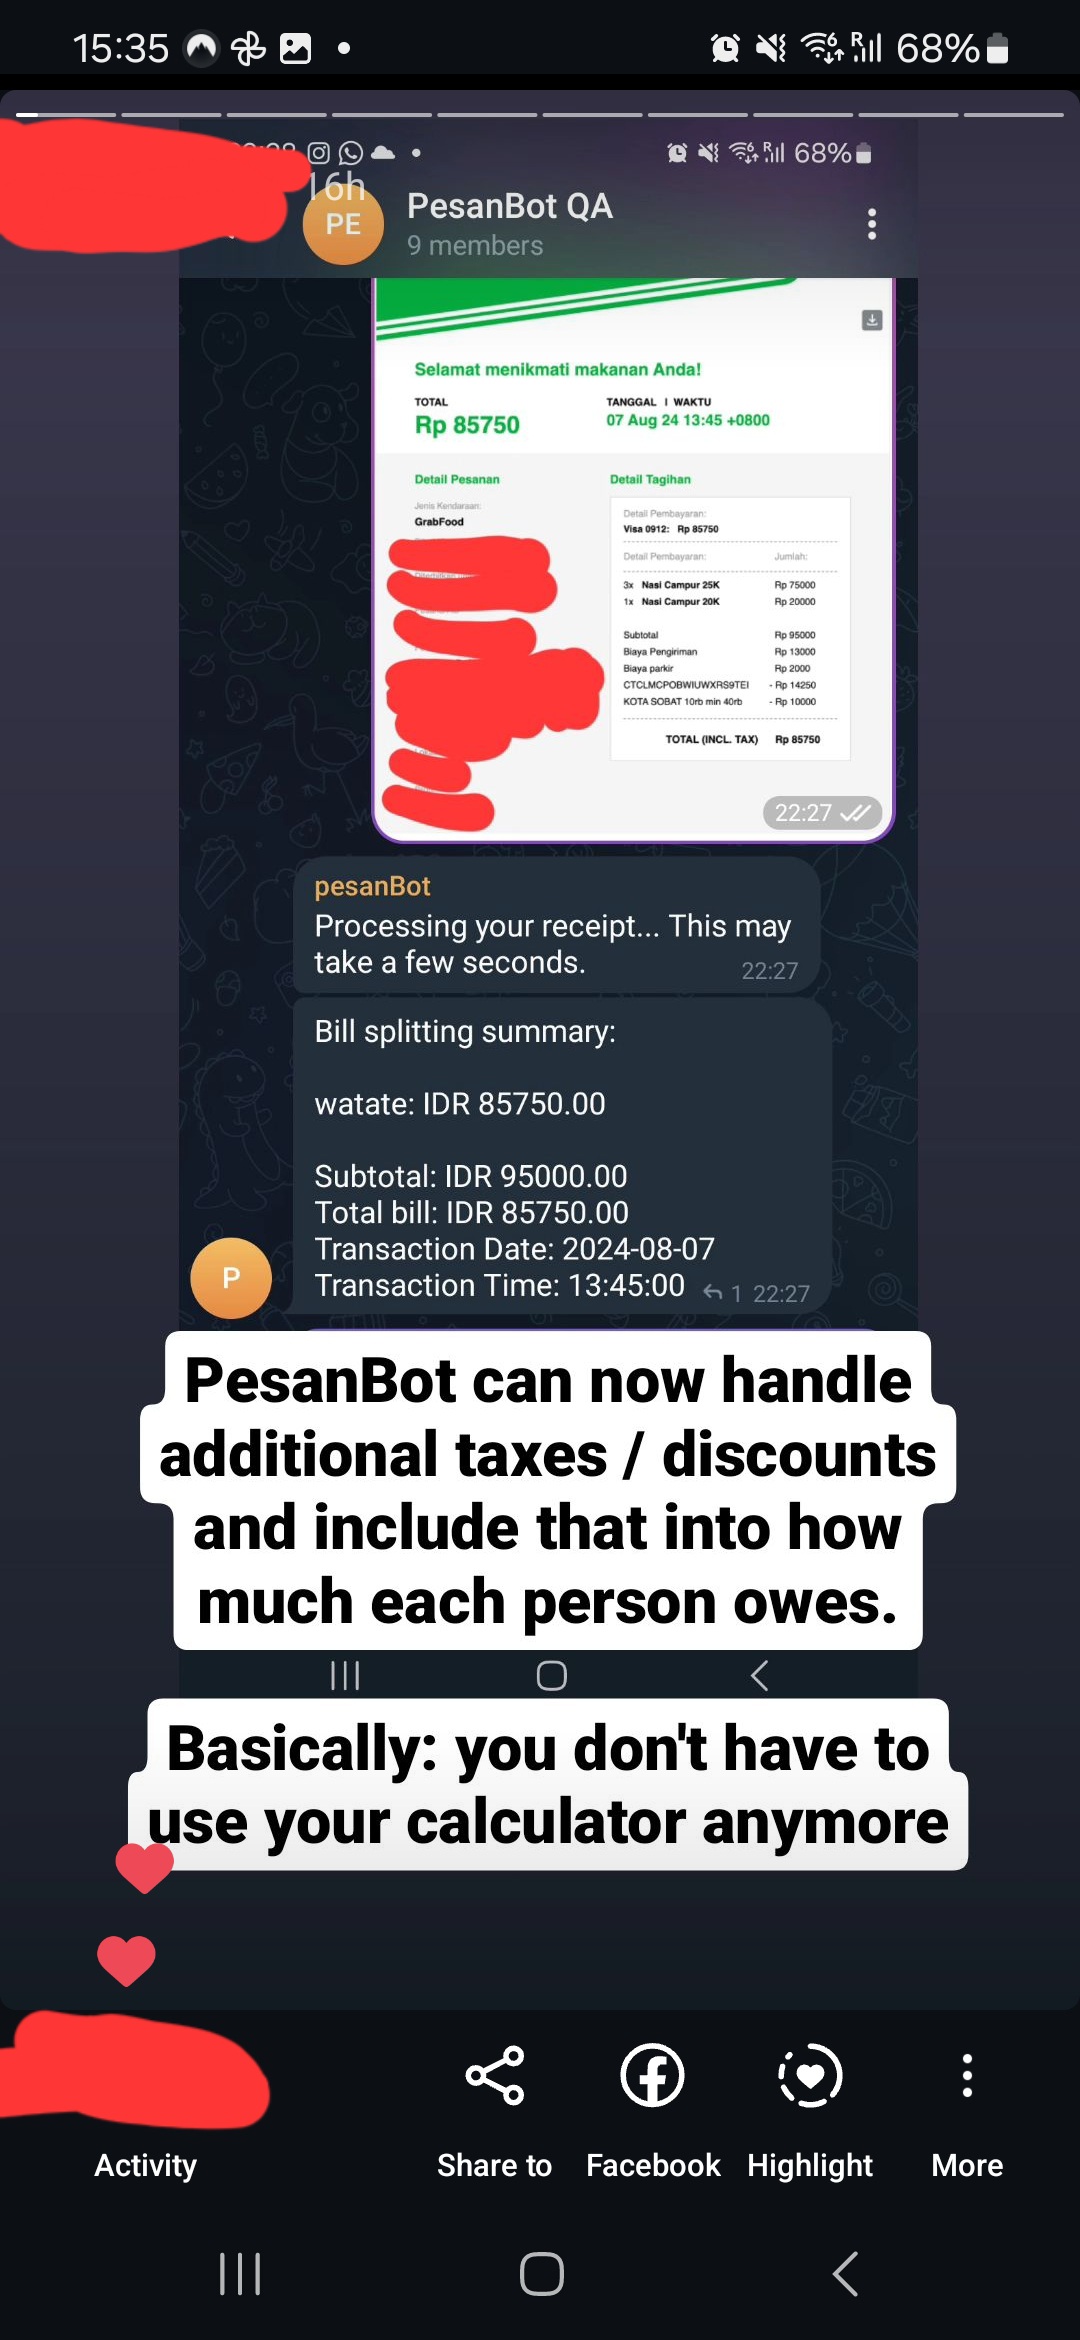 15:35
68%
68%
16h
PE
PesanBot QA
9 members
Selamat menikmati makanan Anda!
TOTAL
TANGGAL | WAKTU
Rp 85750
07 Aug 24 13:45 +0800
Detail Pesanan
Detail Tagihan
Jenis Kendaraan:
GrabFood
Detail Pembayaran:
Visa 0912: Rp 85750
Detail Pembayaran: Jumlah:
3x Nasi Campur 25K Rp 75000
1x Nasi Campur 20K Rp 20000
Subtotal Rp 95000
Biaya Pengiriman Rp 13000
Biaya parkir Rp 2000
CTCLMCPOBWIUWXRS9TEI - Rp 14250
KOTA SOBAT 10rb min 40rb - Rp 10000
TOTAL (INCL. TAX) Rp 85750
22:27
pesanBot
Processing your receipt... This may
take a few seconds.
22:27
Bill splitting summary:
watate: IDR 85750.00
Subtotal: IDR 95000.00
Total bill: IDR 85750.00
Transaction Date: 2024-08-07
Transaction Time: 13:45:00
1 22:27
P
PesanBot can now handle
additional taxes / discounts
and include that into how
much each person owes.
Basically: you don't have to
use your calculator anymore
Activity
Share to
Facebook
Highlight
More